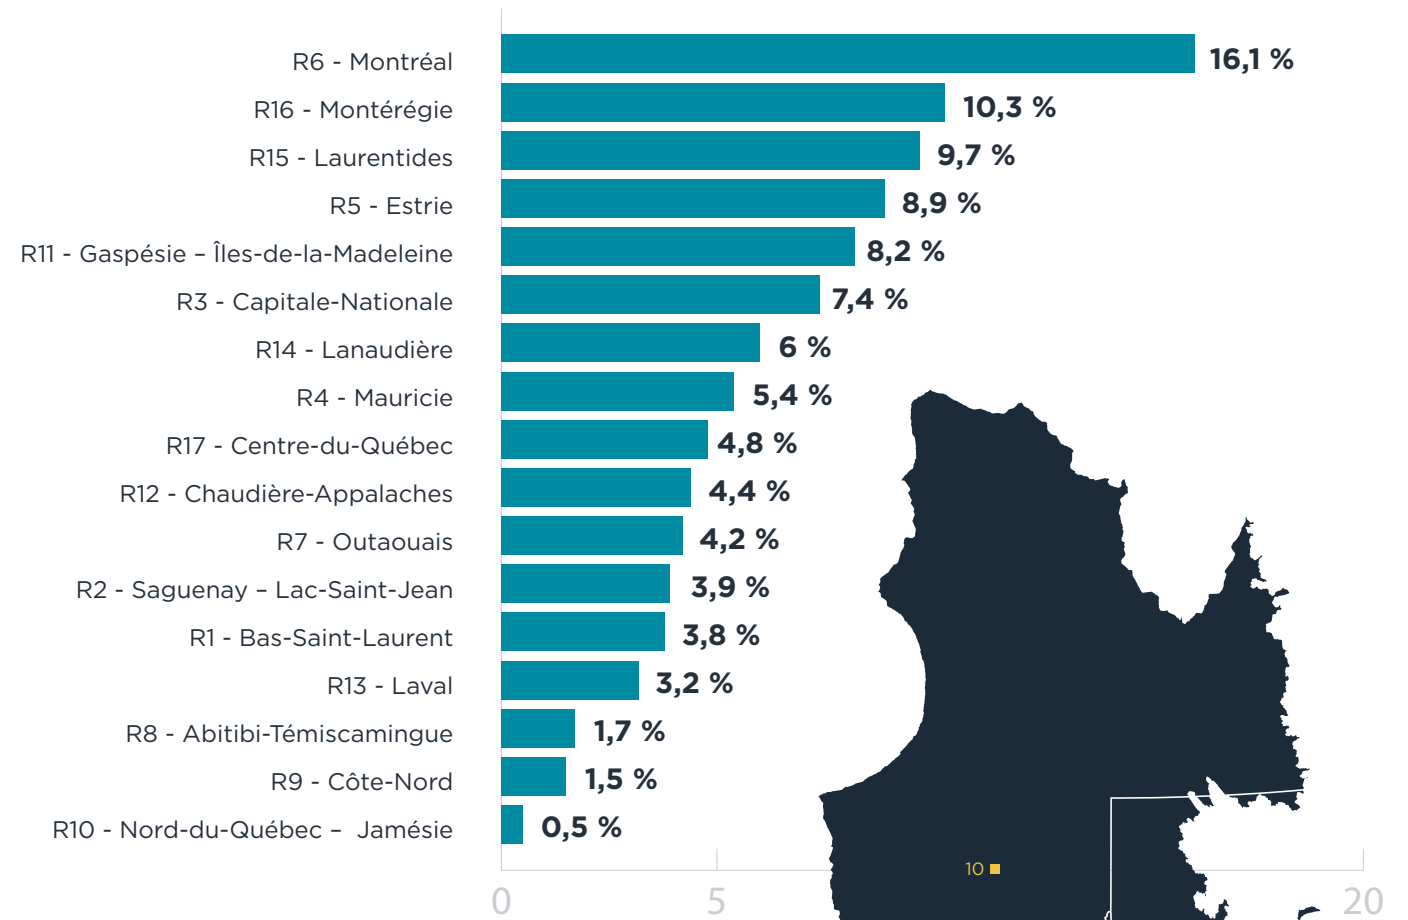 R6 - Montréal 16,1 %
R16 - Montérégie 10,3 %
R15 - Laurentides 9,7 %
R5 - Estrie 8,9 %
R11 - Gaspésie – Îles-de-la-Madeleine 8,2 %
R3 - Capitale-Nationale 7,4 %
R14 - Lanaudière 6 %
R4 - Mauricie 5,4 %
R17 - Centre-du-Québec 4,8 %
R12 - Chaudière-Appalaches 4,4 %
R7 - Outaouais 4,2 %
R2 - Saguenay – Lac-Saint-Jean 3,9 %
R1 - Bas-Saint-Laurent 3,8 %
R13 - Laval 3,2 %
R8 - Abitibi-Témiscamingue 1,7 %
R9 - Côte-Nord 1,5 %
R10 - Nord-du-Québec – Jamésie 0,5 %
10
0 5 20